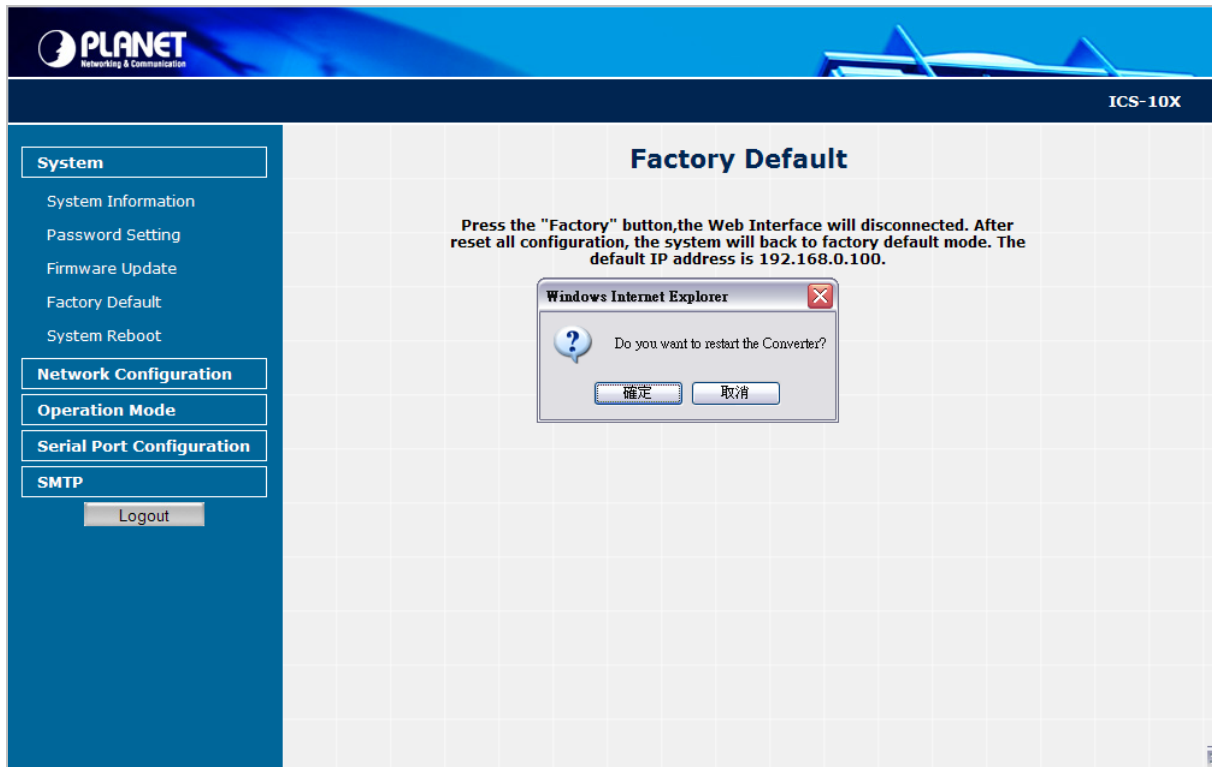 PLANET
Networking & Communication
ICS-10X
System
System Information
Password Setting
Firmware Update
Factory Default
System Reboot
Network Configuration
Operation Mode
Serial Port Configuration
SMTP
Logout
Factory Default
Press the "Factory" button,the Web Interface will disconnected. After
reset all configuration, the system will back to factory default mode. The
default IP address is 192.168.0.100.
Windows Internet Explorer
Do you want to restart the Converter?
確定
取消